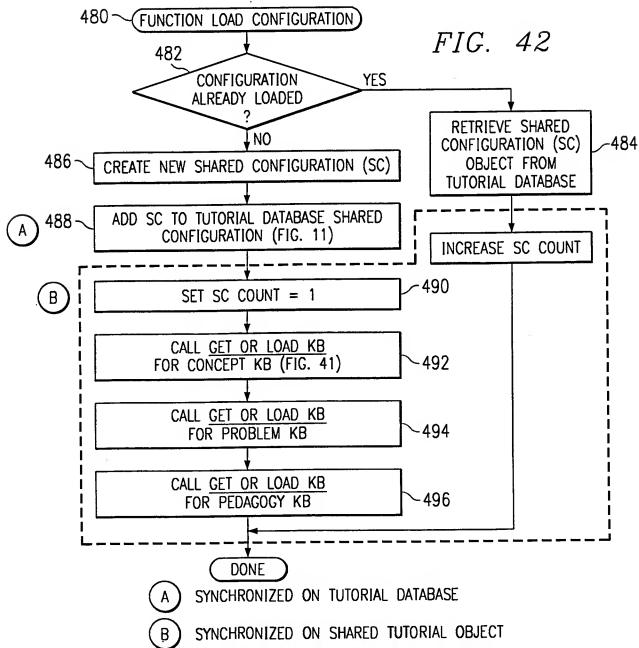 480
FUNCTION LOAD CONFIGURATION
FIG. 42
482
CONFIGURATION
ALREADY LOADED
?
YES
NO
RETRIEVE SHARED
CONFIGURATION (SC)
OBJECT FROM
TUTORIAL DATABASE
484
486
CREATE NEW SHARED CONFIGURATION (SC)
A
488
ADD SC TO TUTORIAL DATABASE SHARED
CONFIGURATION (FIG. 11)
INCREASE SC COUNT
B
SET SC COUNT = 1
490
CALL GET OR LOAD KB
FOR CONCEPT KB (FIG. 41)
492
CALL GET OR LOAD KB
FOR PROBLEM KB
494
CALL GET OR LOAD KB
FOR PEDAGOGY KB
496
DONE
A SYNCHRONIZED ON TUTORIAL DATABASE
B SYNCHRONIZED ON SHARED TUTORIAL OBJECT